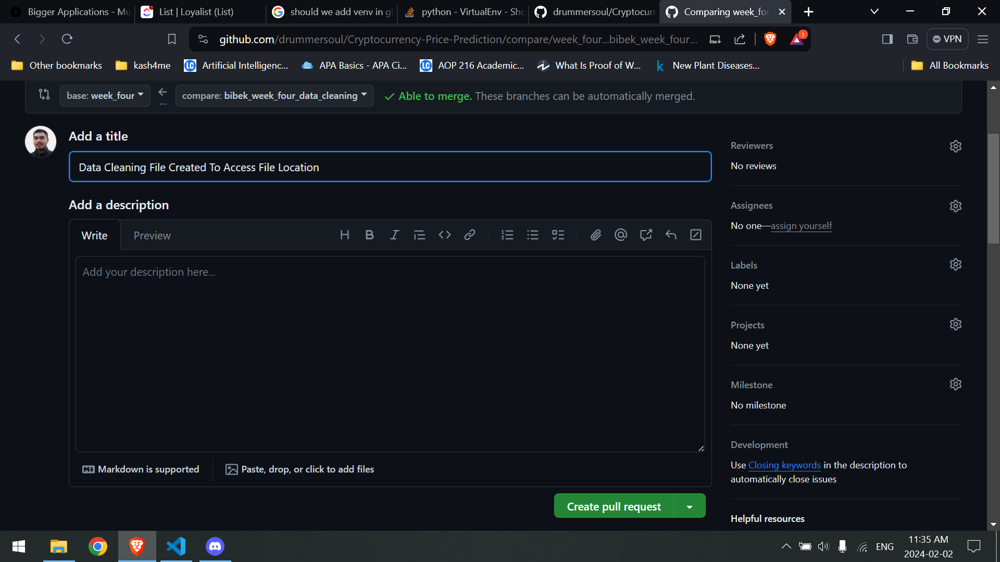 Bigger Applications - Mu
List | Loyalist (List)
should we add venv in gi
python - VirtualEnv - Sho
drummersoul/Cryptocurr
Comparing week_fou
github.com/drummersoul/Cryptocurrency-Price-Prediction/compare/week_four...bibek_week_four...
1
VPN
Other bookmarks
kash4me
LC
Artificial Intelligenc...
APA Basics - APA Ci...
LC
AOP 216 Academic...
What Is Proof of W...
k
New Plant Diseases...
All Bookmarks
base: week_four
...
compare: bibek_week_four_data_cleaning
Able to merge. These branches can be automatically merged.
Add a title
Data Cleaning File Created To Access File Location
Add a description
Write
Preview
Add your description here...
Markdown is supported
Paste, drop, or click to add files
Create pull request
Reviewers
No reviews
Assignees
No one—assign yourself
Labels
None yet
Projects
None yet
Milestone
No milestone
Development
Use Closing keywords in the description to
automatically close issues
Helpful resources
ENG
11:35 AM
2024-02-02